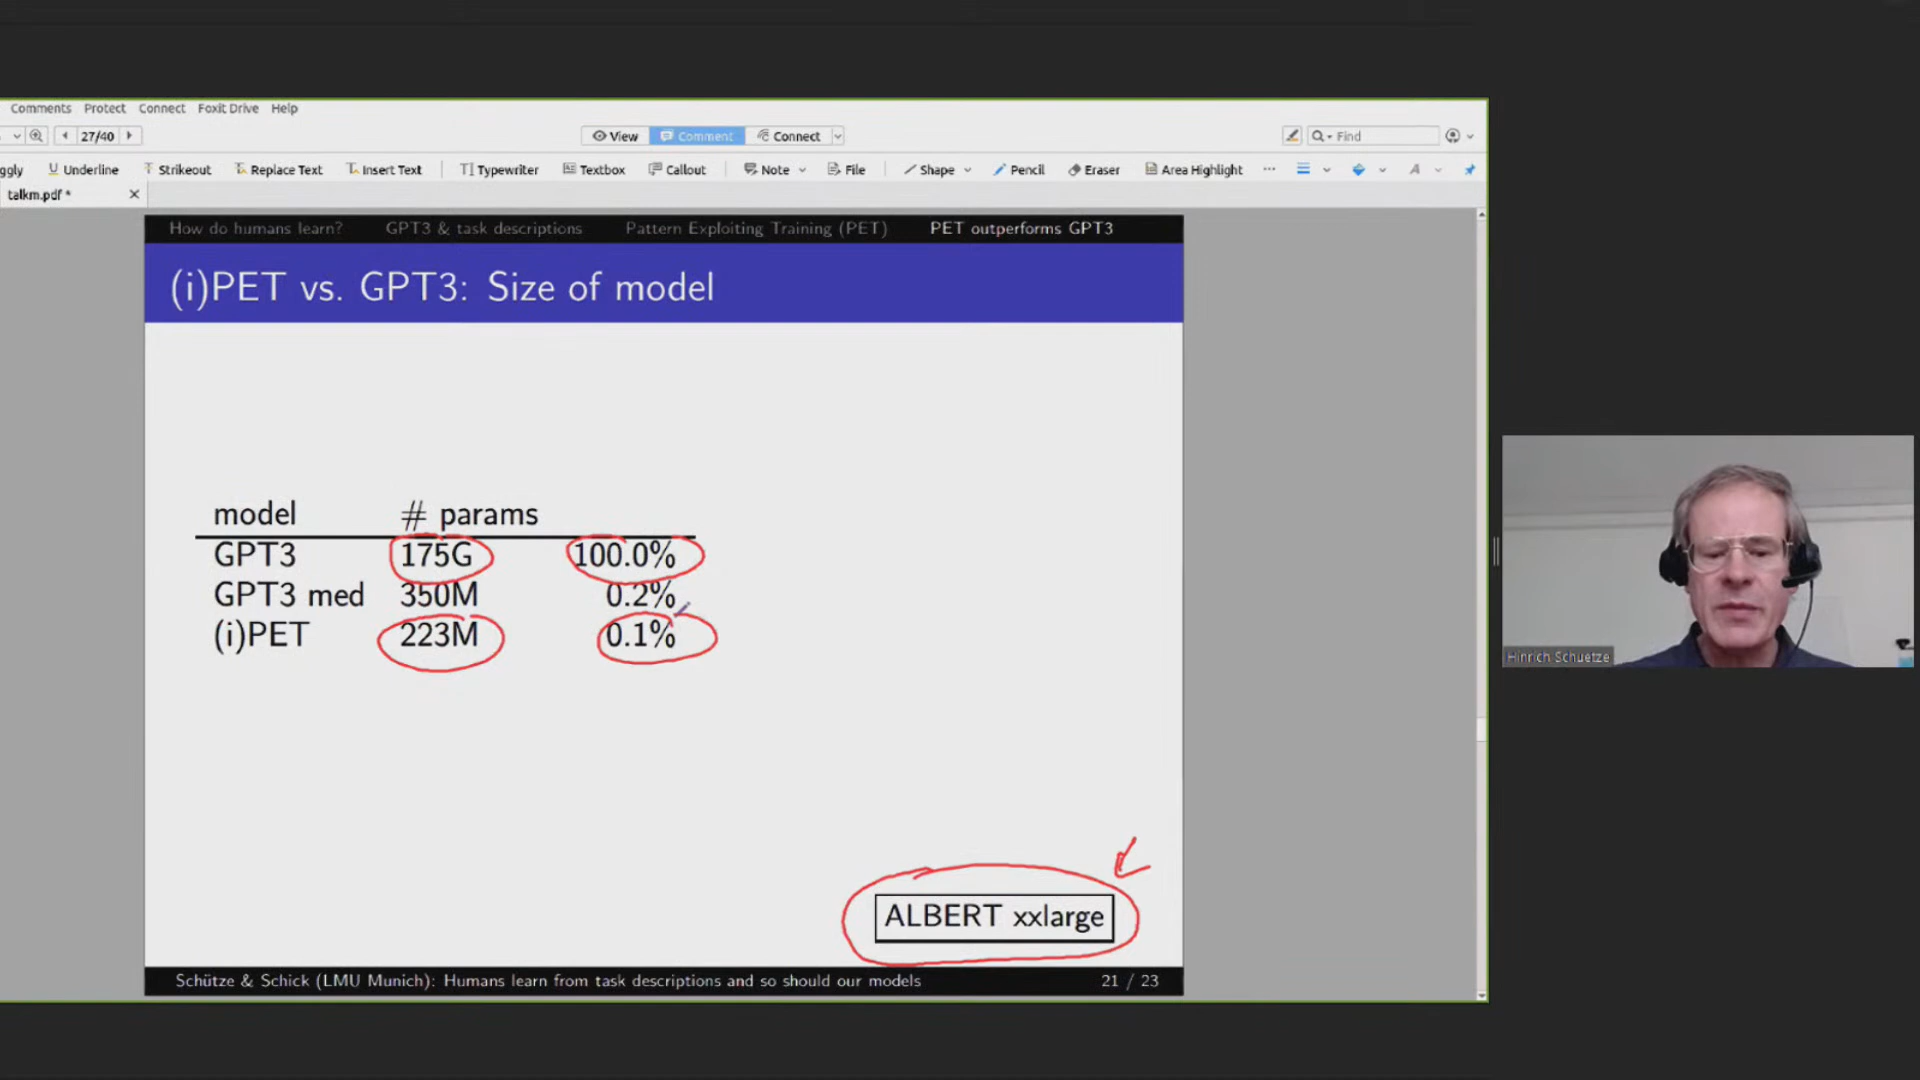 Comments Protect Connect Foxit Drive Help
27/40 View Comment Connect Find
ggly Underline Strikeout Replace Text Insert Text Typewriter Textbox Callout Note File Shape Pencil Eraser Area Highlight ...
talkm.pdf *
How do humans learn? GPT3 & task descriptions Pattern Exploiting Training (PET) PET outperforms GPT3
(i)PET vs. GPT3: Size of model
model # params
GPT3 175G 100.0%
GPT3 med 350M 0.2%
(i)PET 223M 0.1%
ALBERT xxlarge
Schütze & Schick (LMU Munich): Humans learn from task descriptions and so should our models 21 / 23
Hinrich Schuetze